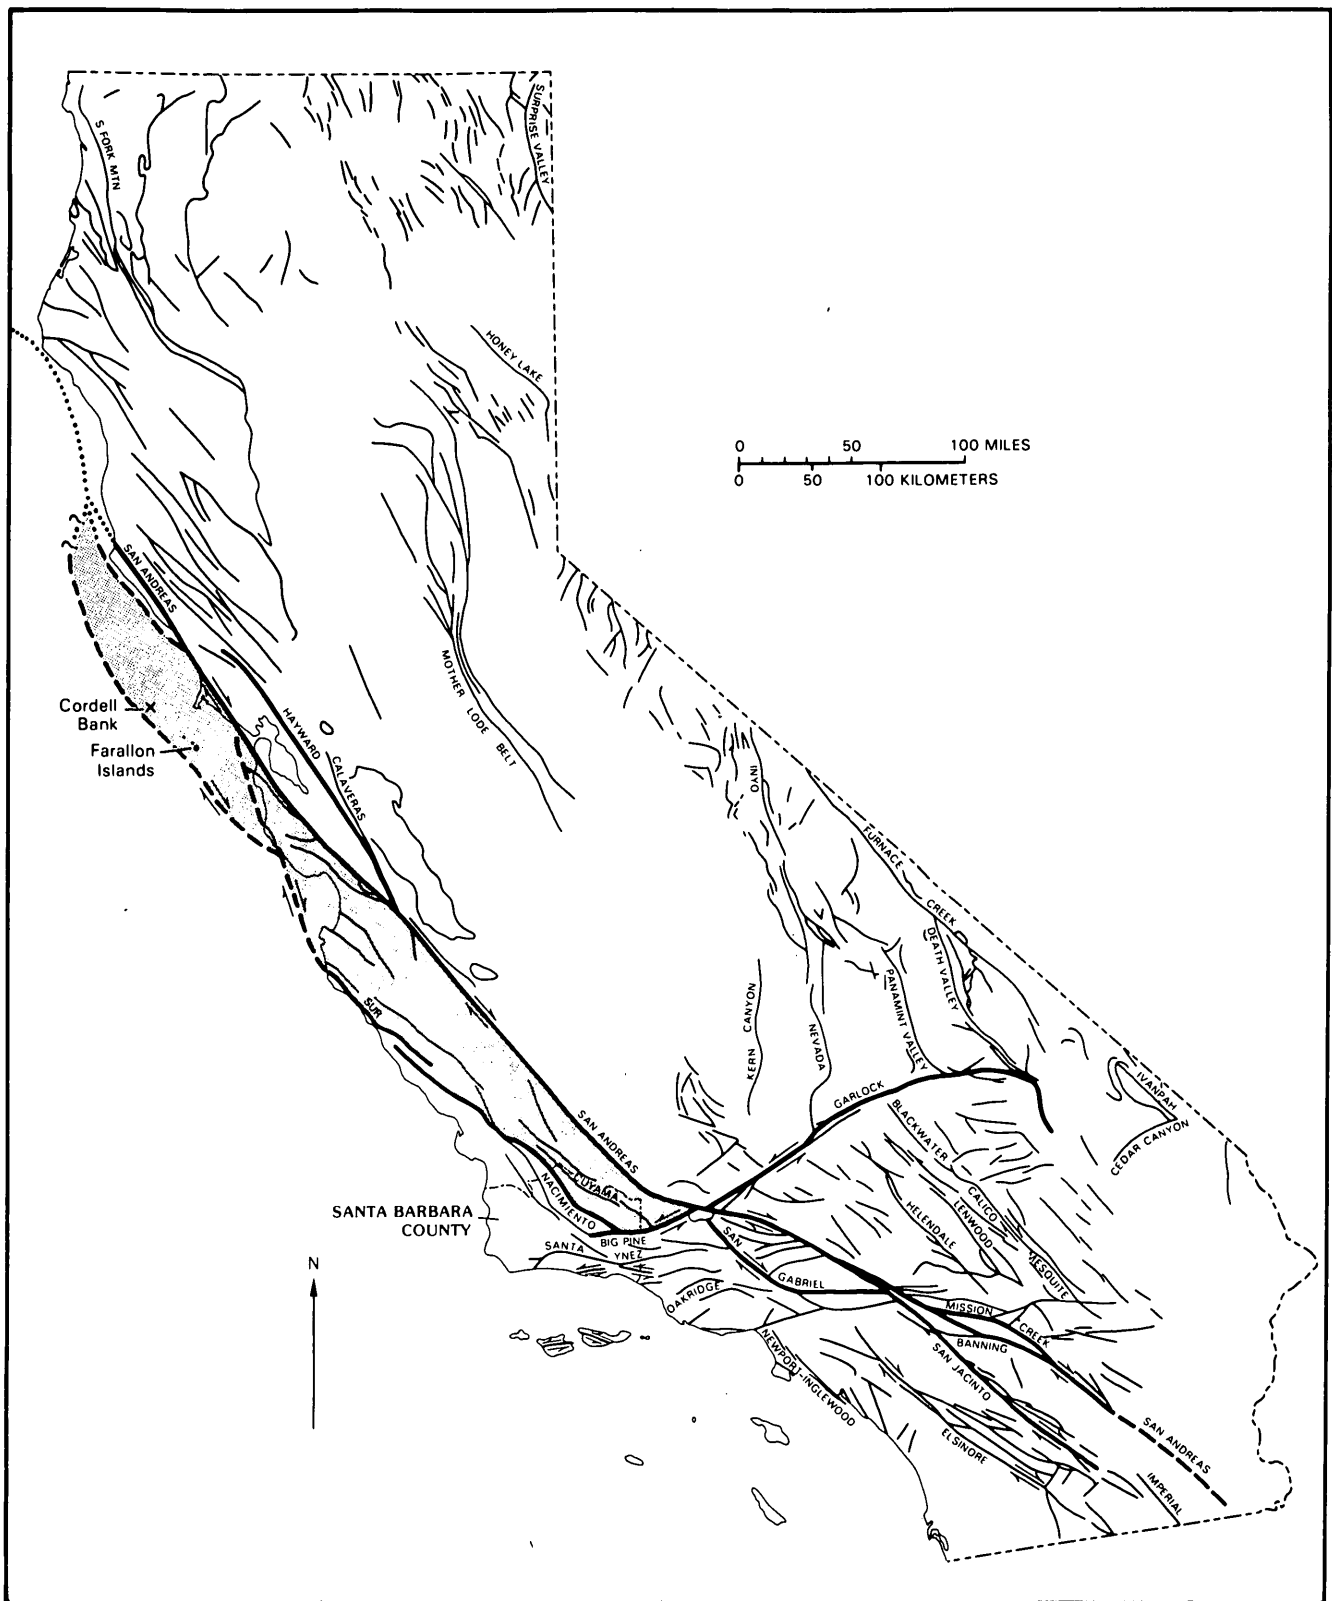 SURPRISE VALLEY
S FORK MTN
HONEY LAKE
0 50 100 MILES
0 50 100 KILOMETERS
SAN ANDREAS
MOTHER LODE BELT
Cordell
Bank
Farallon
Islands
HAYWARD
CALAVERAS
INYO
FURNACE CREEK
DEATH VALLEY
PANAMINT VALLEY
KERN CANYON
NEVADA
SUR
GARLOCK
IVANPAH
CEDAR CANYON
BLACKWATER
SAN ANDREAS
CUYAMA
NACIMIENTO
CALICO
LENWOOD
HELENDALE
MESQUITE
SANTA BARBARA
COUNTY
BIG PINE
SANTA YNEZ
SAN GABRIEL
OAKRIDGE
MISSION CREEK
BANNING
SAN JACINTO
NEWPORT-INGLEWOOD
ELSINORE
SAN ANDREAS
IMPERIAL
N